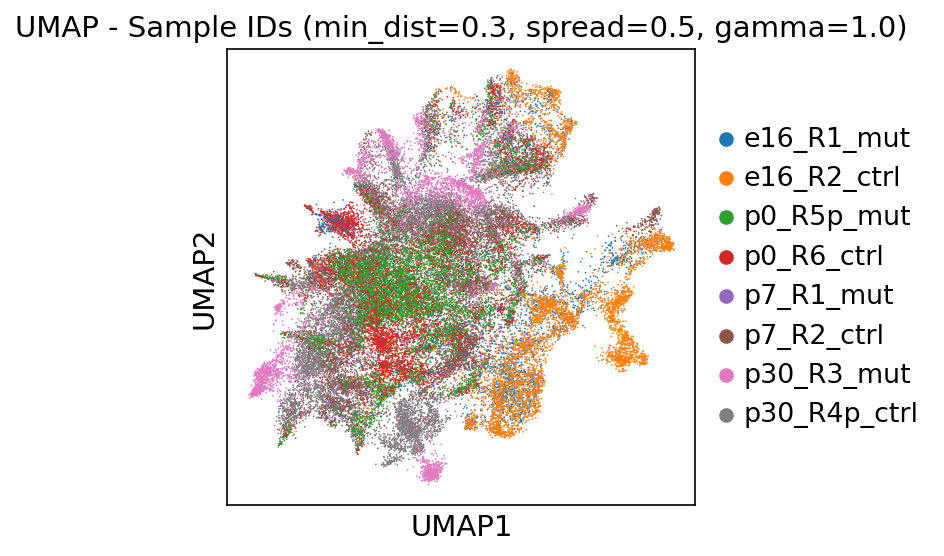 UMAP - Sample IDs (min_dist=0.3, spread=0.5, gamma=1.0)
e16_R1_mut
e16_R2_ctrl
p0_R5p_mut
p0_R6_ctrl
p7_R1_mut
p7_R2_ctrl
p30_R3_mut
p30_R4p_ctrl
UMAP2
UMAP1